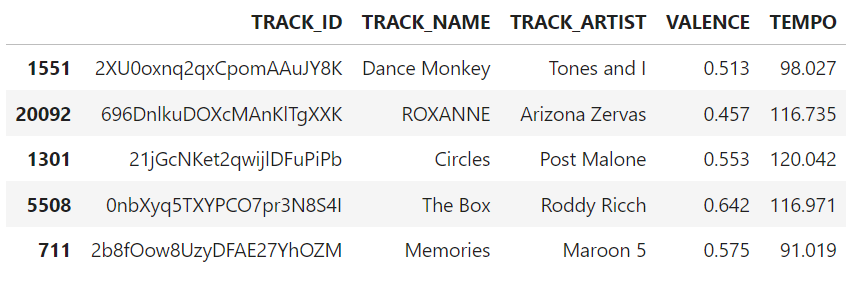 TRACK_ID TRACK_NAME TRACK_ARTIST VALENCE TEMPO
1551 2XU0oxnq2qxCpomAAuJY8K Dance Monkey Tones and I 0.513 98.027
20092 696DnlkuDOXcMAnKlTgXXK ROXANNE Arizona Zervas 0.457 116.735
1301 21jGcNKet2qwijlDFuPiPb Circles Post Malone 0.553 120.042
5508 0nbXyq5TXYPCO7pr3N8S4I The Box Roddy Ricch 0.642 116.971
711 2b8fOow8UzyDFAE27YhOZM Memories Maroon 5 0.575 91.019